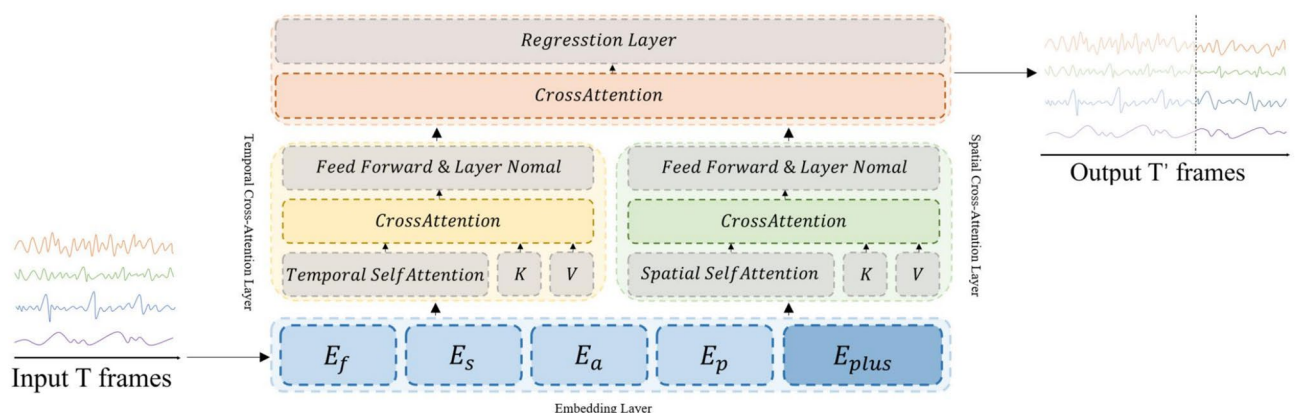 Regresstion Layer
CrossAttention
Temporal Cross-Attention Layer
Feed Forward & Layer Nomal
CrossAttention
Temporal Self Attention
K
V
Feed Forward & Layer Nomal
CrossAttention
Spatial Self Attention
K
V
Spatial Cross-Attention Layer
Output T' frames
Input T frames
E_f
E_s
E_a
E_p
E_plus
Embedding Layer